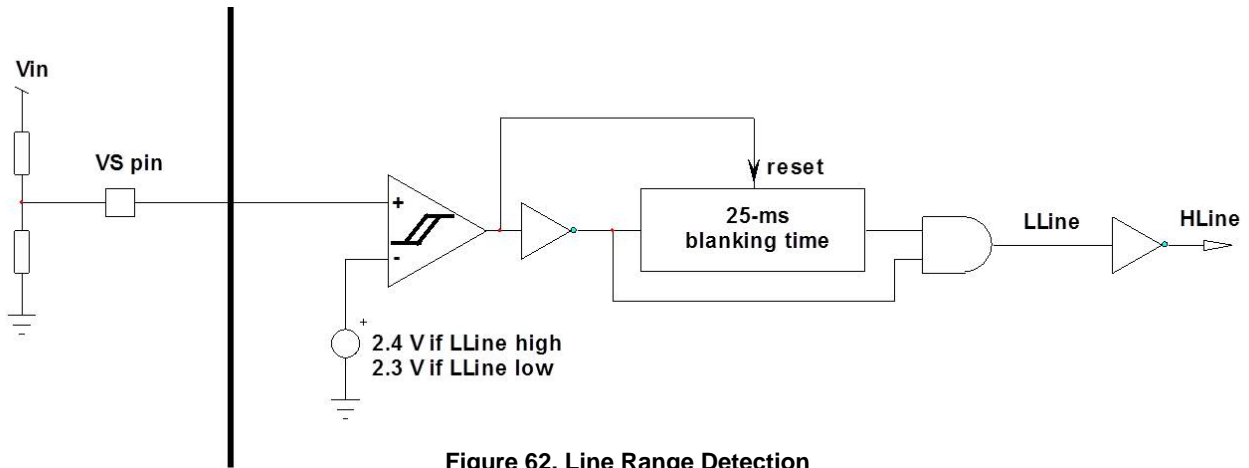 Vin
VS pin
+
-
+
2.4 V if LLine high
2.3 V if LLine low
reset
25-ms
blanking time
LLine
HLine
Figure 62. Line Range Detection